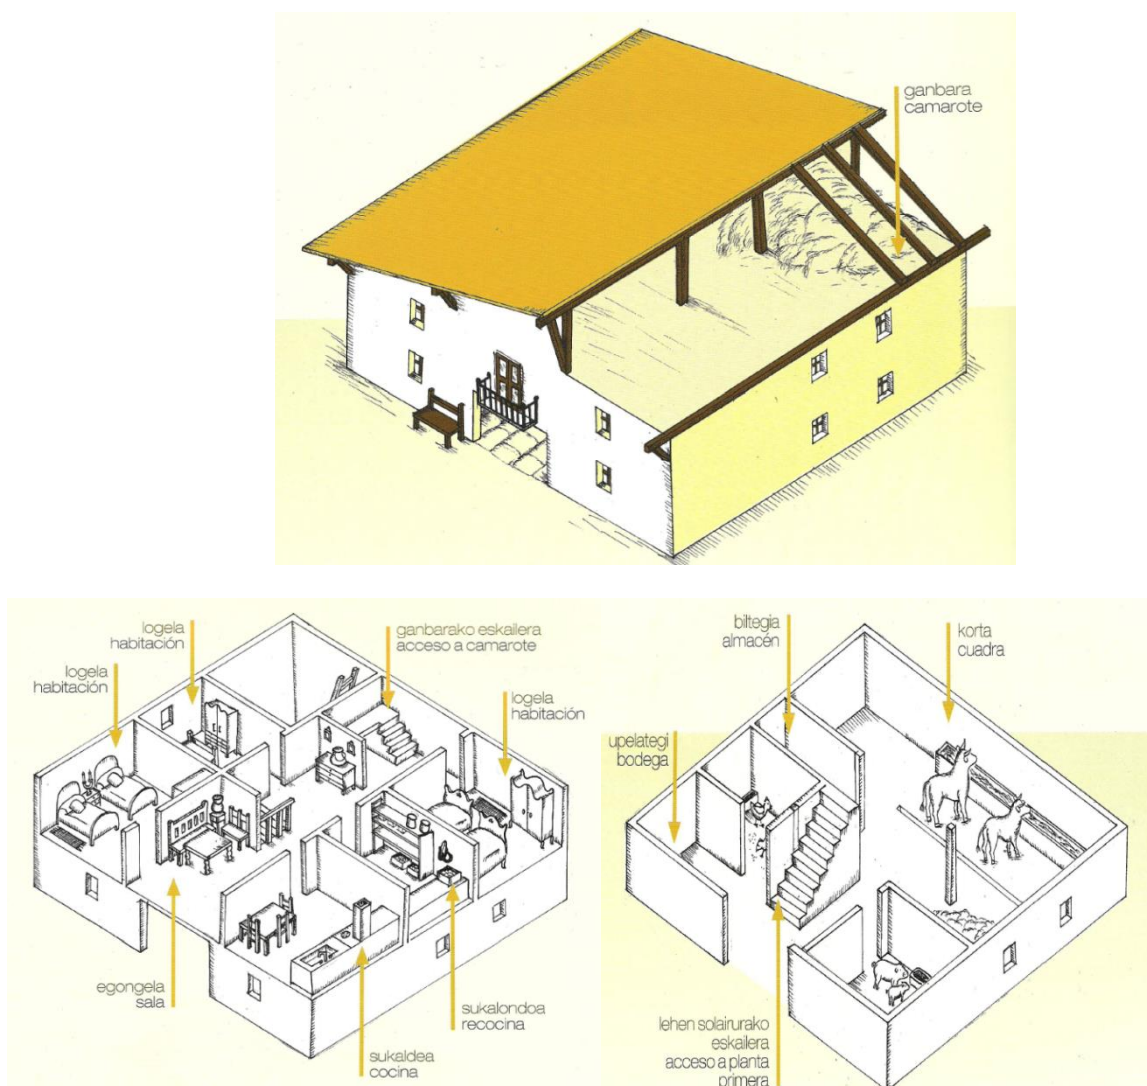 ganbara
camarote
logela
habitación
logela
habitación
ganbarako eskailera
acceso a camarote
logela
habitación
egongela
sala
sukaldea
cocina
sukalondoa
recocina
biltegia
almacén
korta
cuadra
upelategi
bodega
lehen solairurako
eskailera
acceso a planta
primera